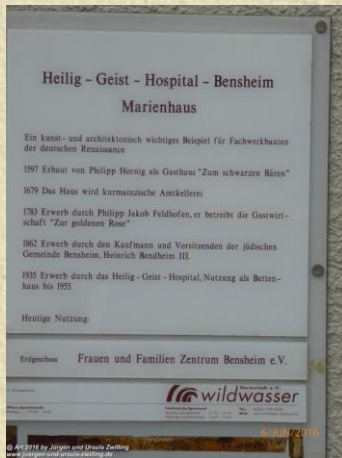 Heilig - Geist - Hospital - Bensheim
Marienhaus
Ein kunst- und architektonisch wichtiges Beispiel für Fachwerkbauten
der deutschen Renaissance
1597 Erbaut von Philipp Hornig als Gasthaus "Zum schwarzen Bären"
1679 Das Haus wird kurmainzische Amtkellerei
1783 Erwerb durch Philipp Jakob Feldhofen, er betreibt die Gastwirt-
schaft "Zur goldenen Rose"
1862 Erwerb durch den Kaufmann und Vorsitzenden der jüdischen
Gemeinde Bensheim, Heinrich Bendheim III.
1935 Erwerb durch das Heilig - Geist - Hospital, Nutzung als Betten-
haus bis 1955.
Heutige Nutzung:
Erdgeschoss Frauen und Familien Zentrum Bensheim e.V.
Darmstadt e.V.
wildwasser
6/JUN/2016
@ Art 2016 by Jürgen und Ursula Zwilling
www.juergen-und-ursula-zwilling.de